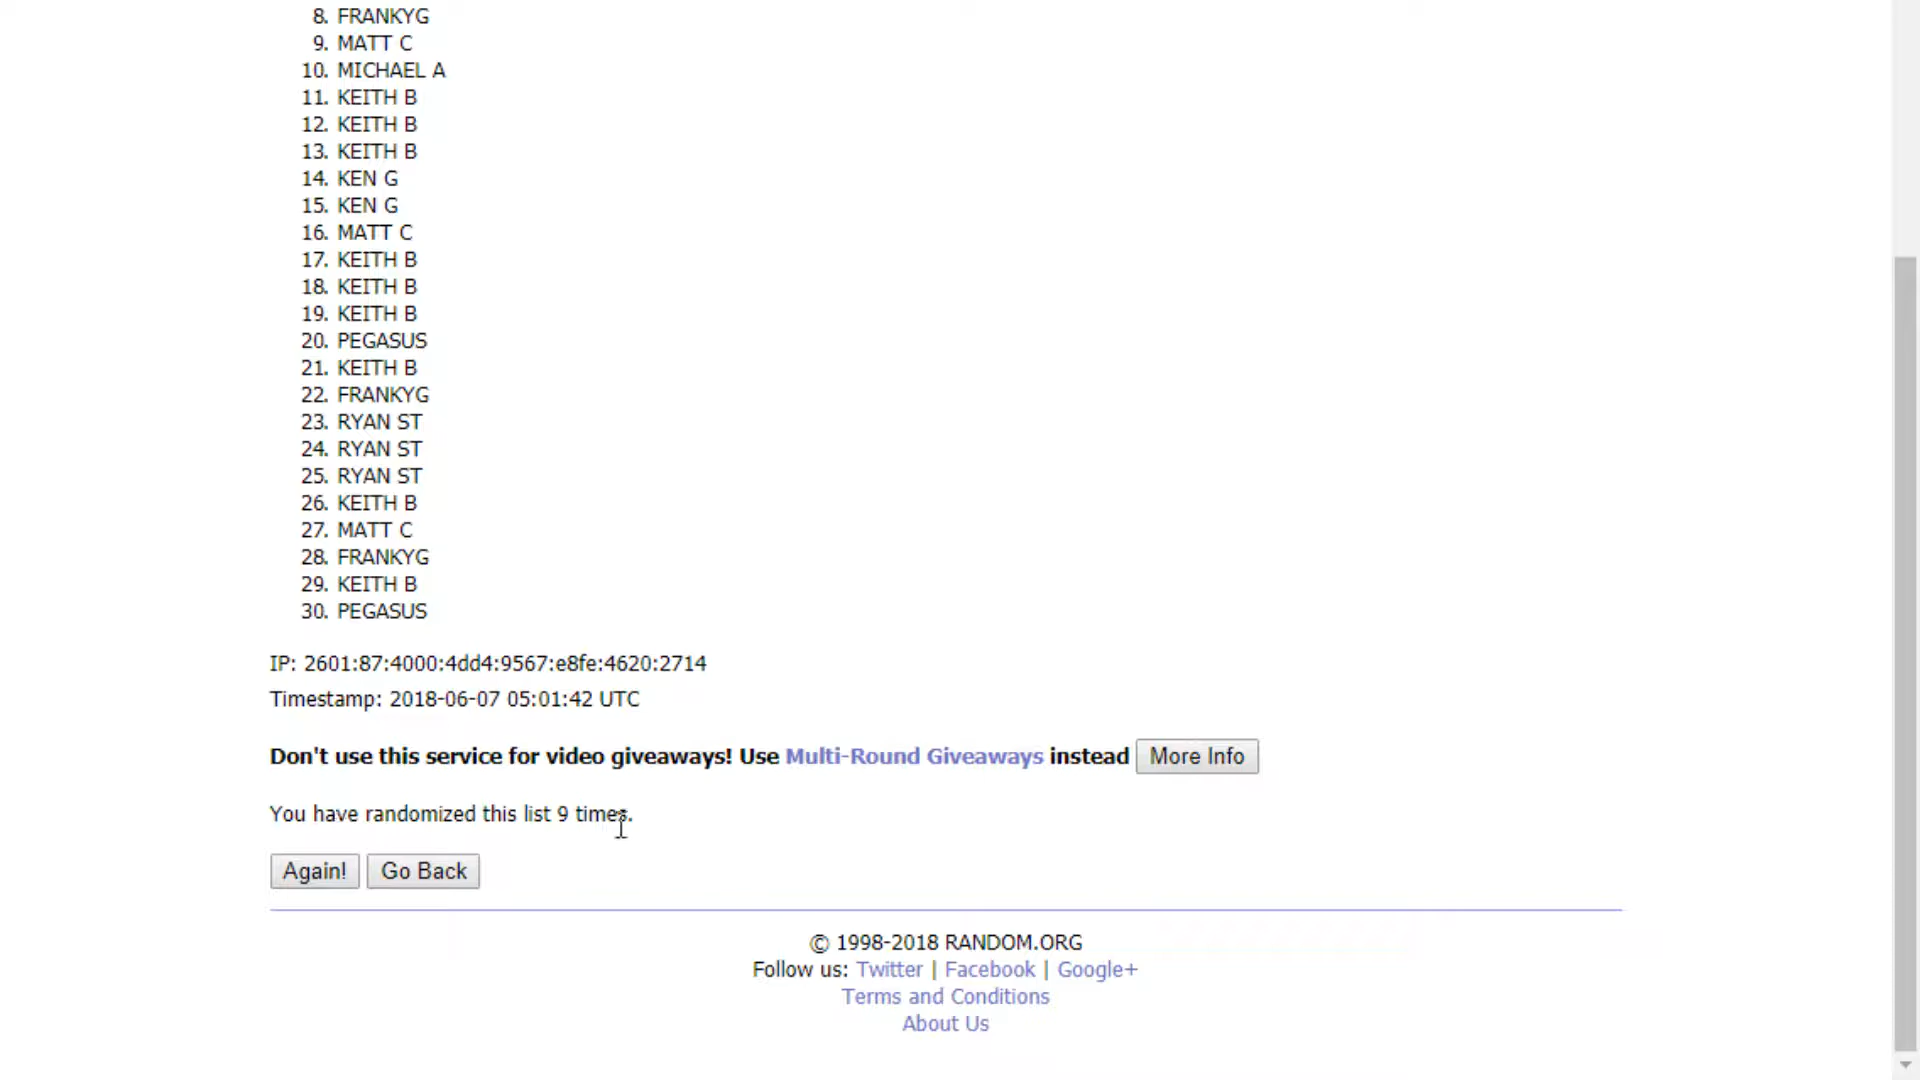 8. FRANKYG
9. MATT C
10. MICHAEL A
11. KEITH B
12. KEITH B
13. KEITH B
14. KEN G
15. KEN G
16. MATT C
17. KEITH B
18. KEITH B
19. KEITH B
20. PEGASUS
21. KEITH B
22. FRANKYG
23. RYAN ST
24. RYAN ST
25. RYAN ST
26. KEITH B
27. MATT C
28. FRANKYG
29. KEITH B
30. PEGASUS
IP: 2601:87:4000:4dd4:9567:e8fe:4620:2714
Timestamp: 2018-06-07 05:01:42 UTC
Don't use this service for video giveaways! Use Multi-Round Giveaways instead More Info
You have randomized this list 9 times.
Again! Go Back
© 1998-2018 RANDOM.ORG
Follow us: Twitter | Facebook | Google+
Terms and Conditions
About Us